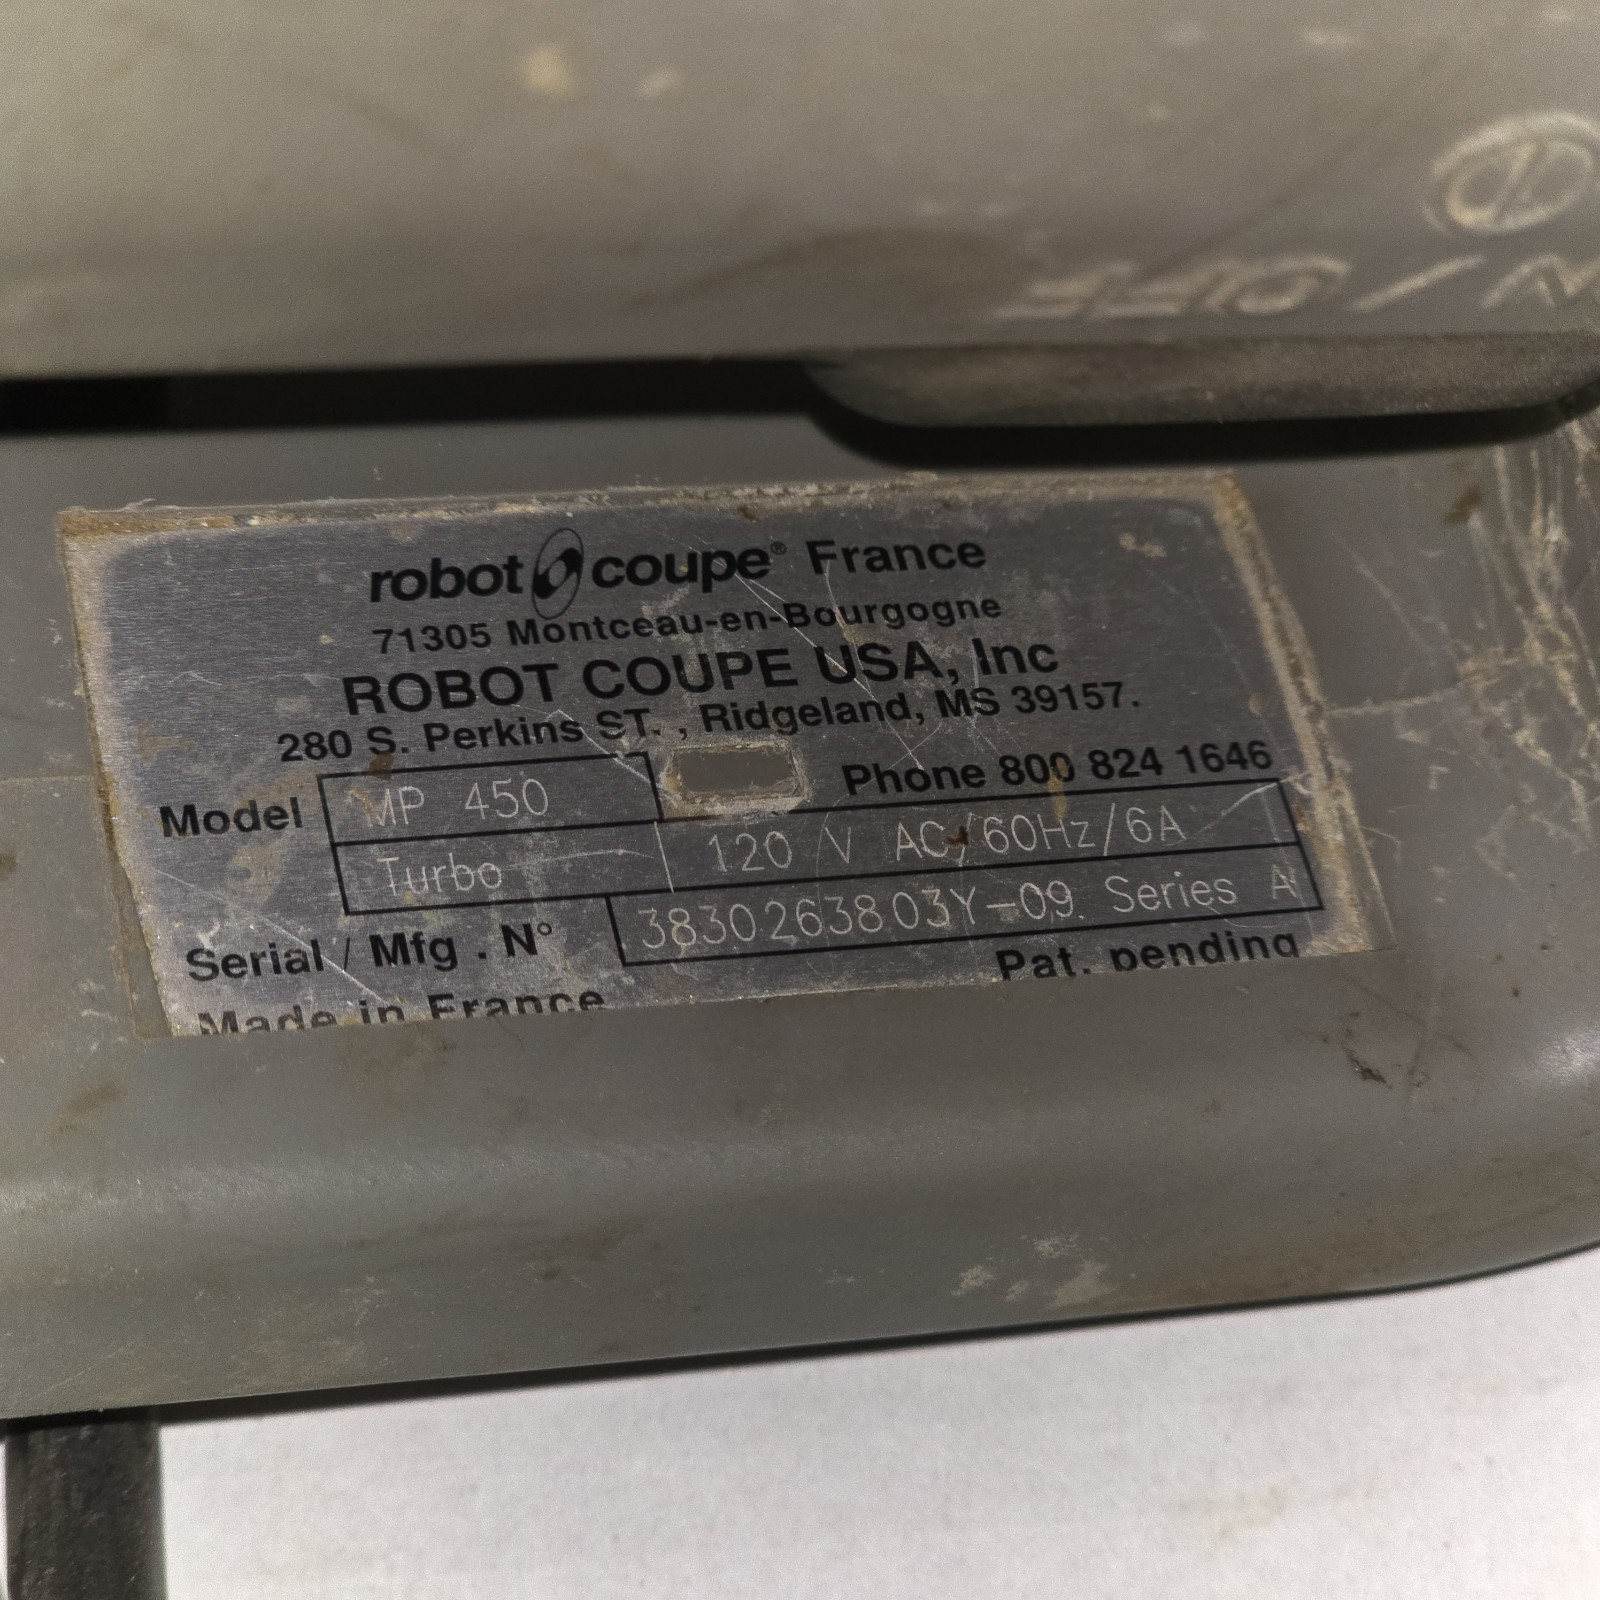 N / OFF
robot coupe® France
71305 Montceau-en-Bourgogne
ROBOT COUPE USA, Inc
280 S. Perkins ST. , Ridgeland, MS 39157.
Phone 800 824 1646
Model MP 450
Turbo 120 V AC/60Hz/6A
Serial / Mfg . N° 3830263803Y-09. Series A
Made in France Pat. pending